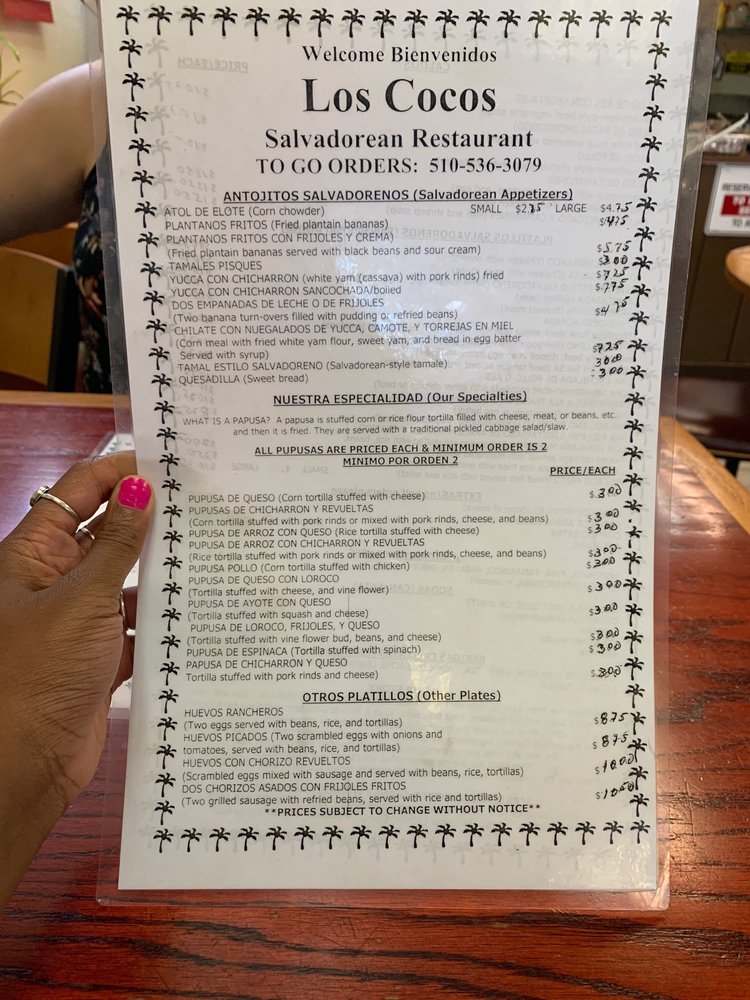 Welcome Bienvenidos
Los Cocos
Salvadorean Restaurant
TO GO ORDERS: 510-536-3079
ANTOJITOS SALVADORENOS (Salvadorean Appetizers)
ATOL DE ELOTE (Corn chowder) SMALL LARGE $4.75
PLANTANOS FRITOS (Fried plantain bananas) $4.75
PLANTANOS FRITOS CON FRIJOLES Y CREMA)
(Fried plantain bananas served with black beans and sour cream) $5.75
TAMALES PISQUES $3.00
YUCCA CON CHICHARRON (white yam,(cassava) with pork rinds) fried $7.25
YUCCA CON CHICHARRON SANCOCHADA/boiled $.7.75
DOS EMPANADAS DE LECHE O DE FRIJOLES
(Two banana turn-overs filled with pudding or refried beans)
CHILATE CON NUEGALADOS DE YUCCA, CAMOTE, Y TORREJAS EN MIEL
(Corn meal with fried white yam flour, sweet yam, and bread in egg batter
Served with syrup) $7.25
TAMAL ESTILO SALVADORENO (Salvadorean-style tamale) 3.00
QUESADILLA (Sweet bread) 3.00
NUESTRA ESPECIALIDAD (Our Specialties)
WHAT IS A PAPUSA? A papusa is stuffed corn or rice flour tortilla filled with cheese, meat, or beans, etc.
and then it is fried. They are served with a traditional pickled cabbage salad/slaw.
ALL PUPUSAS ARE PRICED EACH & MINIMUM ORDER IS 2
MINIMO POR ORDEN 2
PRICE/EACH
PUPUSA DE QUESO (Corn tortilla stuffed with cheese) $.3.00
PUPUSAS DE CHICHARRON Y REVUELTAS
(Corn tortilla stuffed with pork rinds or mixed with pork rinds, cheese, and beans) $3.00
PUPUSA DE ARROZ CON QUESO (Rice tortilla stuffed with cheese) $3.00
PUPUSA DE ARROZ CON CHICHARRON Y REVUELTAS
(Rice tortilla stuffed with pork rinds or mixed with pork rinds, cheese, and beans) $3.00
PUPUSA POLLO (Corn tortilla stuffed with chicken) $3.00
PUPUSA DE QUESO CON LOROCO
(Tortilla stuffed with cheese, and vine flower) $3.00
PUPUSA DE AYOTE CON QUESO
(Tortilla stuffed with squash and cheese) $3.00
PUPUSA DE LOROCO, FRIJOLES, Y QUESO
(Tortilla stuffed with vine flower bud, beans, and cheese) $3.00
PUPUSA DE ESPINACA (Tortilla stuffed with spinach) $3.00
PAPUSA DE CHICHARRON Y QUESO
Tortilla stuffed with pork rinds and cheese) $.3.00
OTROS PLATILLOS (Other Plates)
HUEVOS RANCHEROS
(Two eggs served with beans, rice, and tortillas) $8.75
HUEVOS PICADOS (Two scrambled eggs with onions and
tomatoes, served with beans, rice, and tortillas) $8.75
HUEVOS CON CHORIZO REVUELTOS
(Scrambled eggs mixed with sausage and served with beans, rice, tortillas) $10.00
DOS CHORIZOS ASADOS CON FRIJOLES FRITOS
(Two grilled sausage with refried beans, served with rice and tortillas) $10.50
**PRICES SUBJECT TO CHANGE WITHOUT NOTICE**